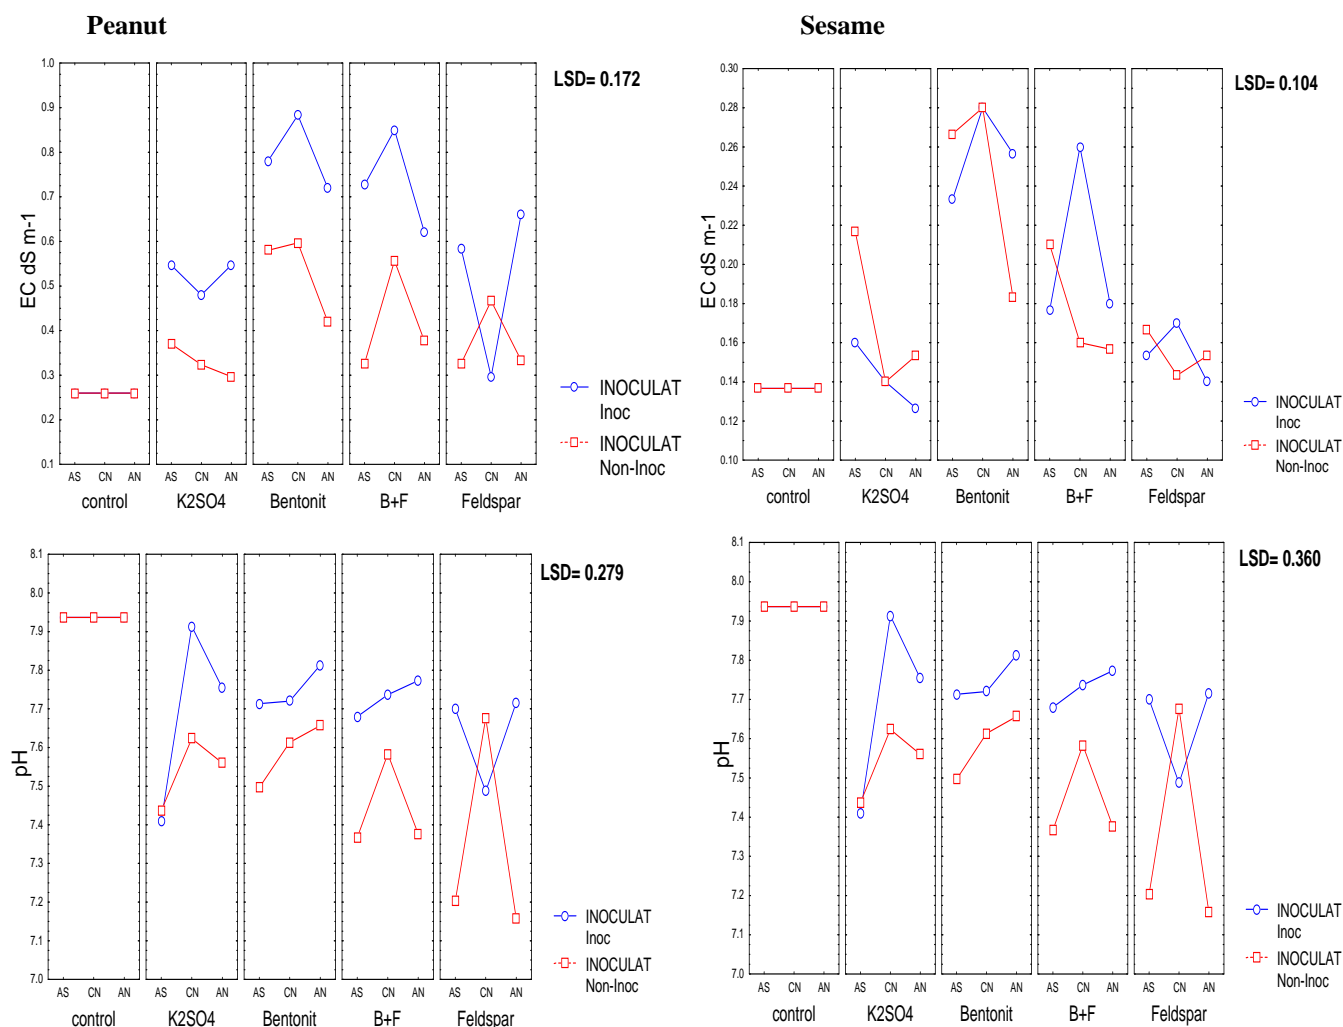 Peanut
1.0
0.9
0.8
0.7
0.6
0.5
0.4
0.3
0.2
0.1
EC dS m-1
AS CN AN AS CN AN AS CN AN AS CN AN AS CN AN
control K2SO4 Bentonit B+F Feldspar
LSD= 0.172
INOCULAT
Inoc
INOCULAT
Non-Inoc
Sesame
0.30
0.28
0.26
0.24
0.22
0.20
0.18
0.16
0.14
0.12
0.10
EC dS m-1
AS CN AN AS CN AN AS CN AN AS CN AN AS CN AN
control K2SO4 Bentonit B+F Feldspar
LSD= 0.104
INOCULAT
Inoc
INOCULAT
Non-Inoc
8.1
8.0
7.9
7.8
7.7
7.6
7.5
7.4
7.3
7.2
7.1
7.0
pH
AS CN AN AS CN AN AS CN AN AS CN AN AS CN AN
control K2SO4 Bentonit B+F Feldspar
LSD= 0.279
INOCULAT
Inoc
INOCULAT
Non-Inoc
8.1
8.0
7.9
7.8
7.7
7.6
7.5
7.4
7.3
7.2
7.1
7.0
pH
AS CN AN AS CN AN AS CN AN AS CN AN AS CN AN
control K2SO4 Bentonit B+F Feldspar
LSD= 0.360
INOCULAT
Inoc
INOCULAT
Non-Inoc